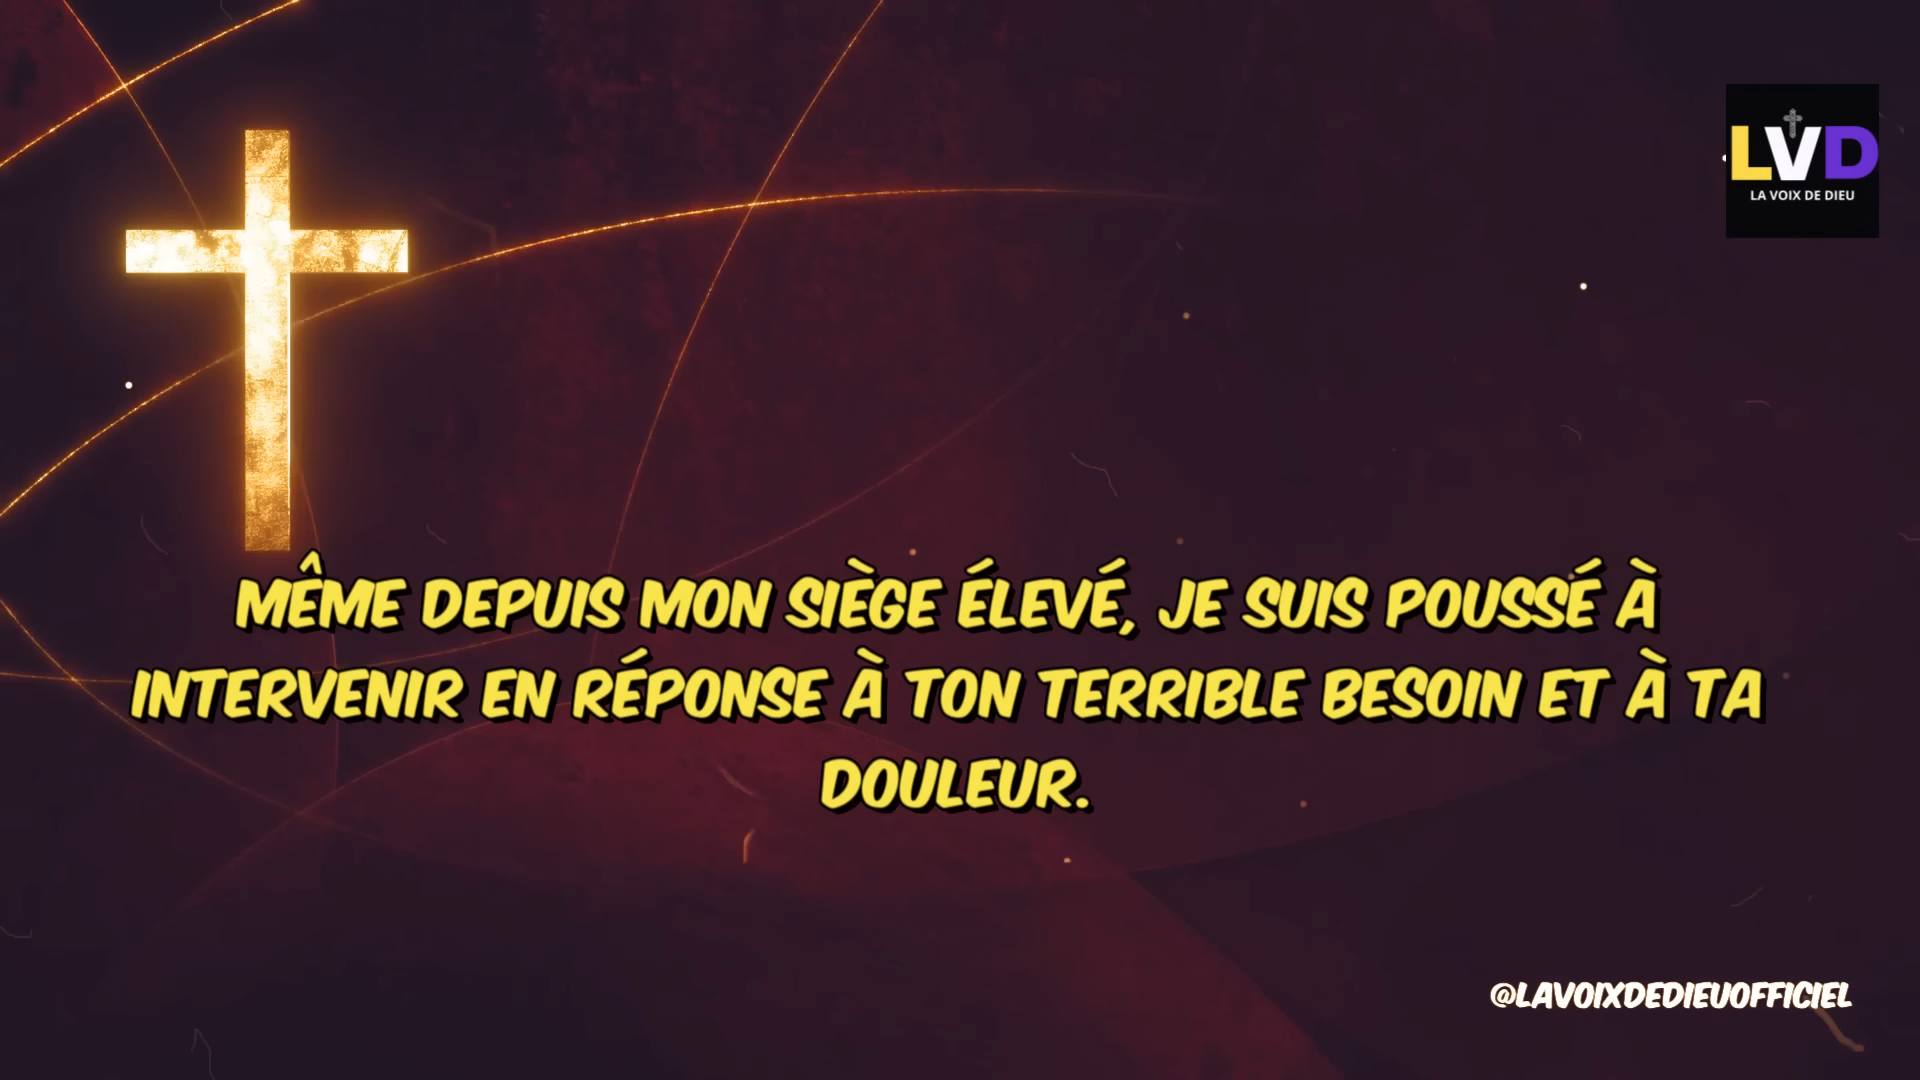 LVD
LA VOIX DE DIEU
MÊME DEPUIS MON SIÈGE ÉLEVÉ, JE SUIS POUSSÉ À
INTERVENIR EN RÉPONSE À TON TERRIBLE BESOIN ET À TA
DOULEUR.
@LAVOIXDEDIEUOFFICIEL